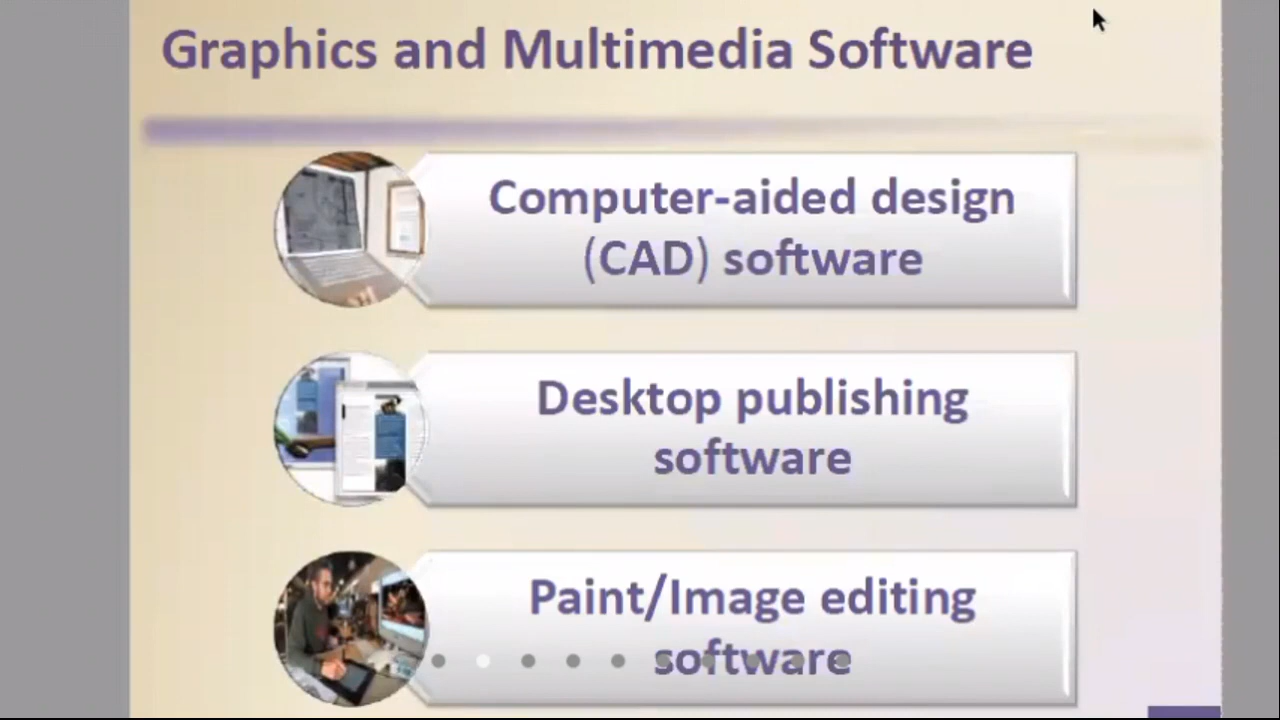 Graphics and Multimedia Software
Computer-aided design
(CAD) software
Desktop publishing
software
Paint/Image editing
software